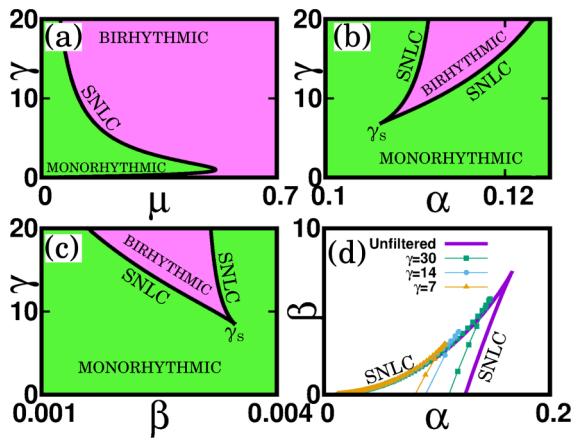 (a)
BIRHYTHMIC
SNLC
MONORHYTHMIC
γ
20
10
0
0
μ
0.7
(b)
SNLC
BIRHYTHMIC
SNLC
γs
MONORHYTHMIC
γ
20
10
0
0.1
α
0.12
(c)
BIRHYTHMIC
SNLC
SNLC
γs
MONORHYTHMIC
γ
20
10
0
0.001
β
0.004
(d)
Unfiltered
γ=30
γ=14
γ=7
SNLC
SNLC
β
10
0
0
α
0.2